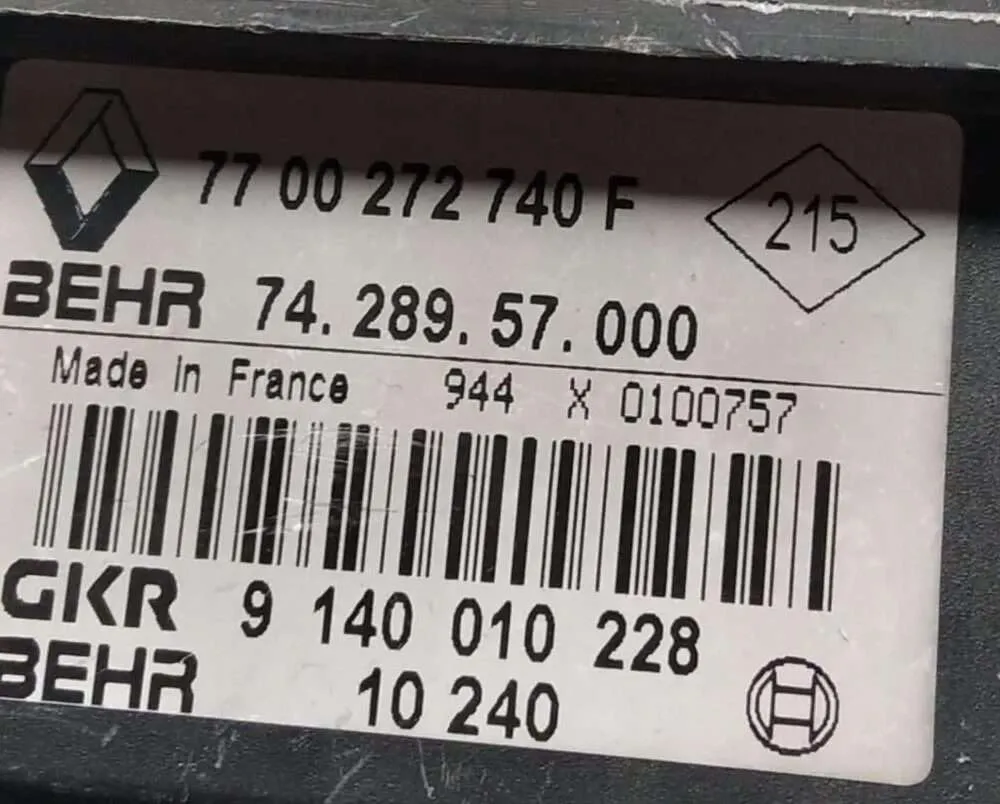 77 00 272 740 F
215
BEHR 74.289.57.000
Made in France 944 X 0100757
GKR 9 140 010 228
BEHR 10 240